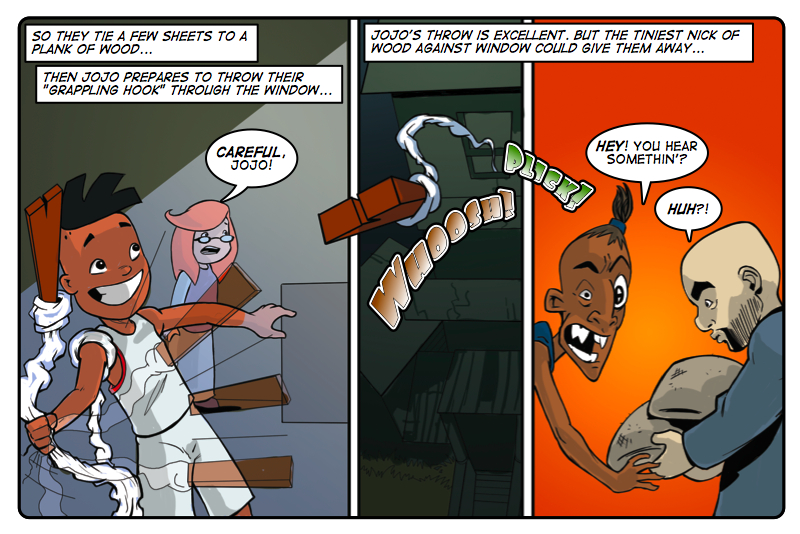 SO THEY TIE A FEW SHEETS TO A
PLANK OF WOOD...
THEN JOJO PREPARES TO THROW THEIR
"GRAPPLING HOOK" THROUGH THE WINDOW...
CAREFUL,
JOJO!
JOJO'S THROW IS EXCELLENT. BUT THE TINIEST NICK OF
WOOD AGAINST WINDOW COULD GIVE THEM AWAY...
WHOOSH!
PLICK!
HEY! YOU HEAR
SOMETHIN'?
HUH?!